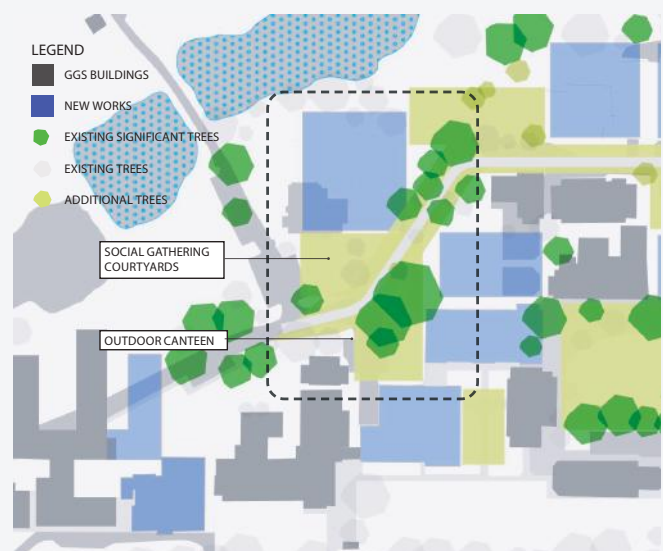 LEGEND
GGS BUILDINGS
NEW WORKS
EXISTING SIGNIFICANT TREES
EXISTING TREES
ADDITIONAL TREES
SOCIAL GATHERING
COURTYARDS
OUTDOOR CANTEEN